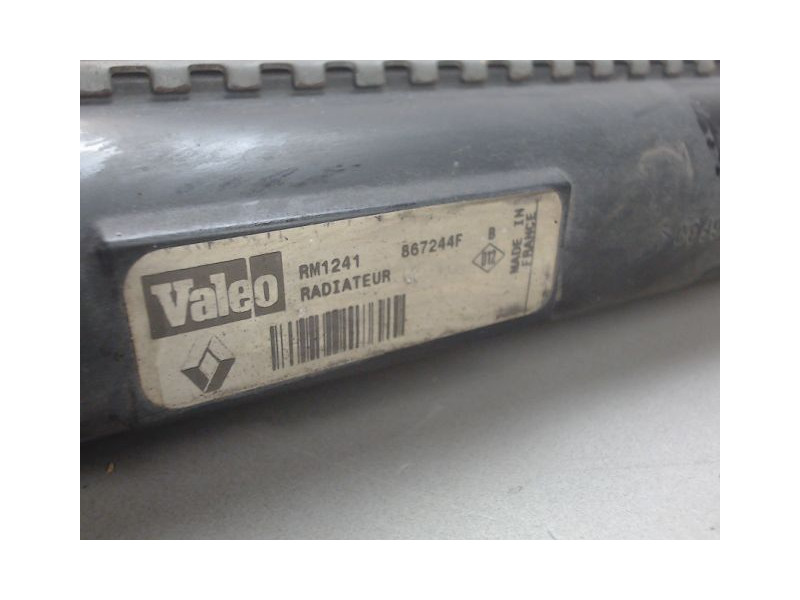 Valeo
RM1241 867244F
RADIATEUR
B
MADE IN
FRANCE